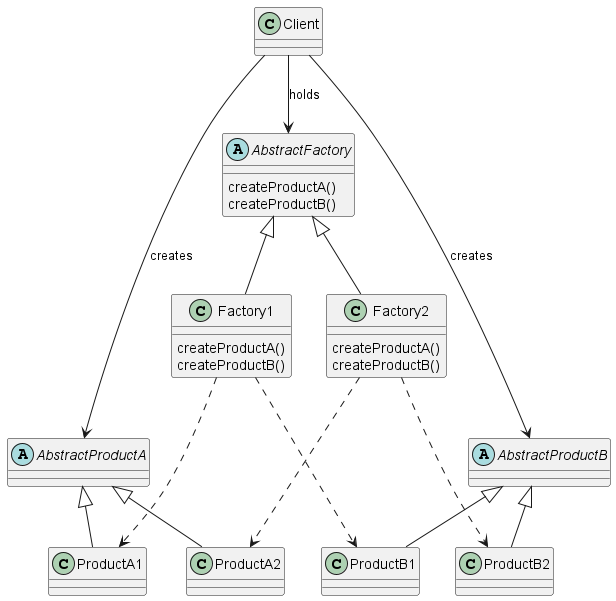 C Client
holds
A AbstractFactory
createProductA()
createProductB()
creates
creates
C Factory1
createProductA()
createProductB()
C Factory2
createProductA()
createProductB()
A AbstractProductA
A AbstractProductB
C ProductA1
C ProductA2
C ProductB1
C ProductB2